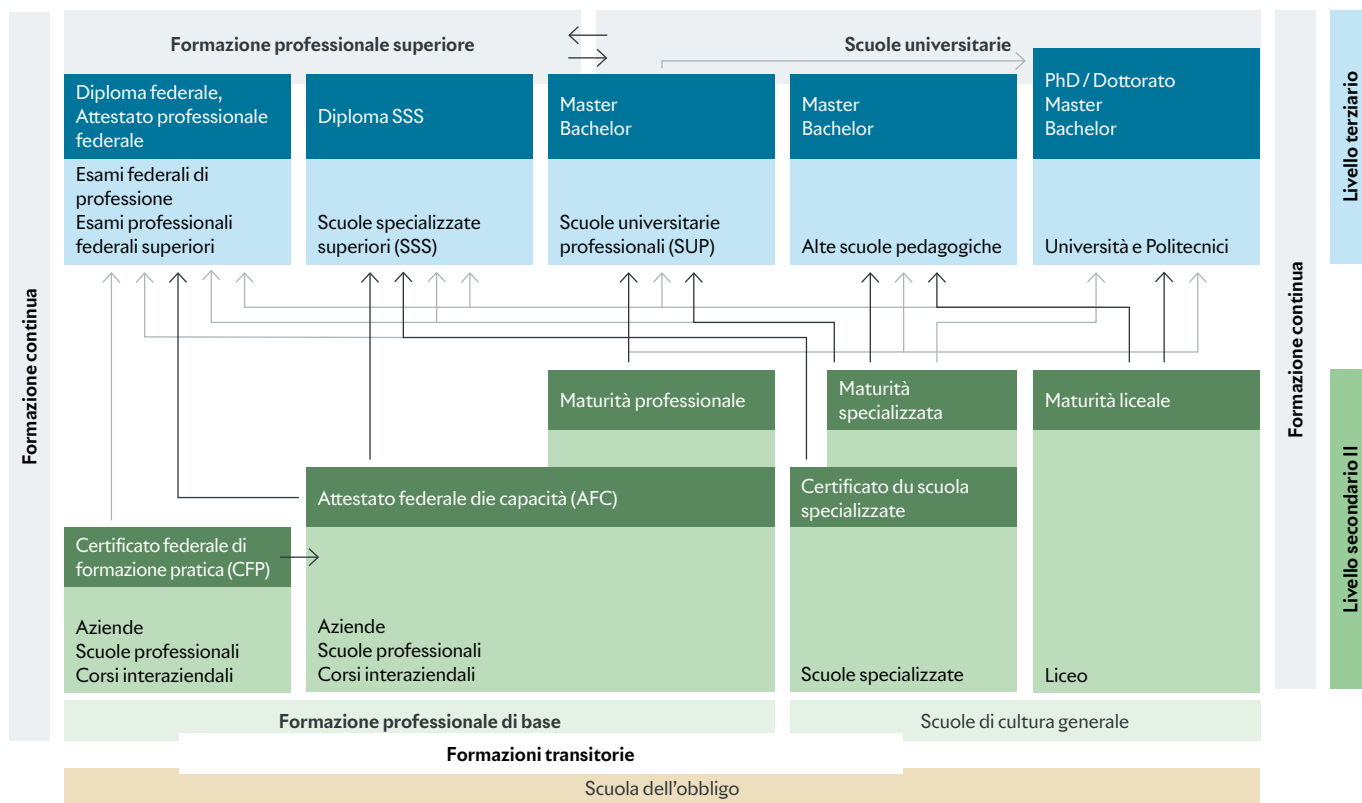 Formazione professionale superiore
Scuole universitarie
Diploma federale,
Attestato professionale
federale
Diploma SSS
Master
Bachelor
Master
Bachelor
PhD / Dottorato
Master
Bachelor
Esami federali di
professione
Esami professionali
federali superiori
Scuole specializzate
superiori (SSS)
Scuole universitarie
professionali (SUP)
Alte scuole pedagogiche
Università e Politecnici
Livello terziario
Formazione continua
Formazione continua
Maturità professionale
Maturità
specializzata
Maturità liceale
Attestato federale die capacità (AFC)
Certificato du scuola
specializzate
Certificato federale di
formazione pratica (CFP)
Aziende
Scuole professionali
Corsi interaziendali
Aziende
Scuole professionali
Corsi interaziendali
Scuole specializzate
Liceo
Livello secondario II
Formazione professionale di base
Scuole di cultura generale
Formazioni transitorie
Scuola dell'obbligo